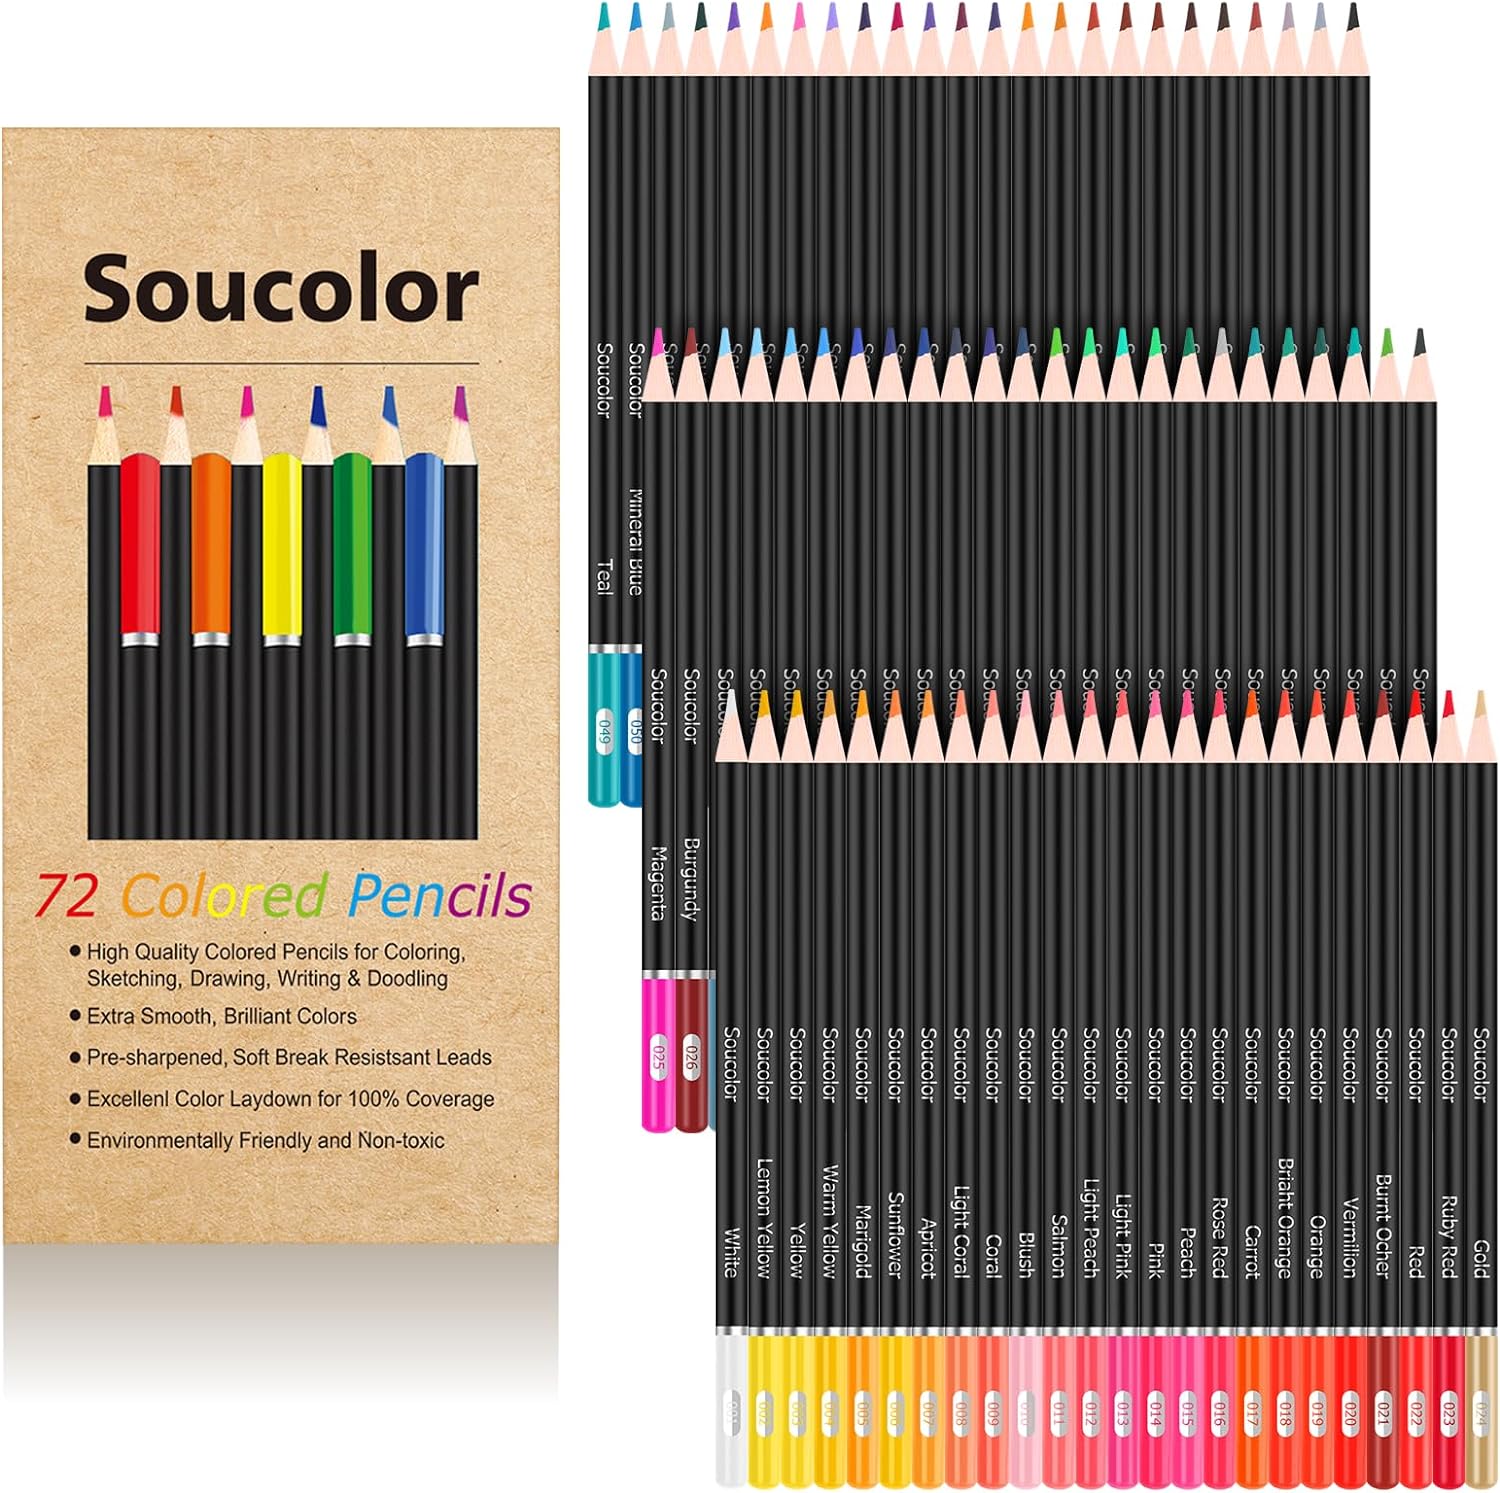 Soucolor
72 Colored Pencils
• High Quality Colored Pencils for Coloring,
Sketching, Drawing, Writing & Doodling
• Extra Smooth, Brilliant Colors
• Pre-sharpened, Soft Break Resistsant Leads
• Excellenl Color Laydown for 100% Coverage
• Environmentally Friendly and Non-toxic
Soucolor Teal 049
Soucolor Mineral Blue 050
Soucolor Magenta 025
Soucolor Burgundy 026
Soucolor White 001
Soucolor Lemon Yellow 002
Soucolor Yellow 003
Soucolor Warm Yellow 004
Soucolor Marigold 005
Soucolor Sunflower 006
Soucolor Apricot 007
Soucolor Light Coral 008
Soucolor Coral 009
Soucolor Blush 010
Soucolor Salmon 011
Soucolor Light Peach 012
Soucolor Light Pink 013
Soucolor Pink 014
Soucolor Peach 015
Soucolor Rose Red 016
Soucolor Carrot 017
Soucolor Briaht Orange 018
Soucolor Orange 019
Soucolor Vermilion 020
Soucolor Burnt Ocher 021
Soucolor Red 022
Soucolor Ruby Red 023
Soucolor Gold 024